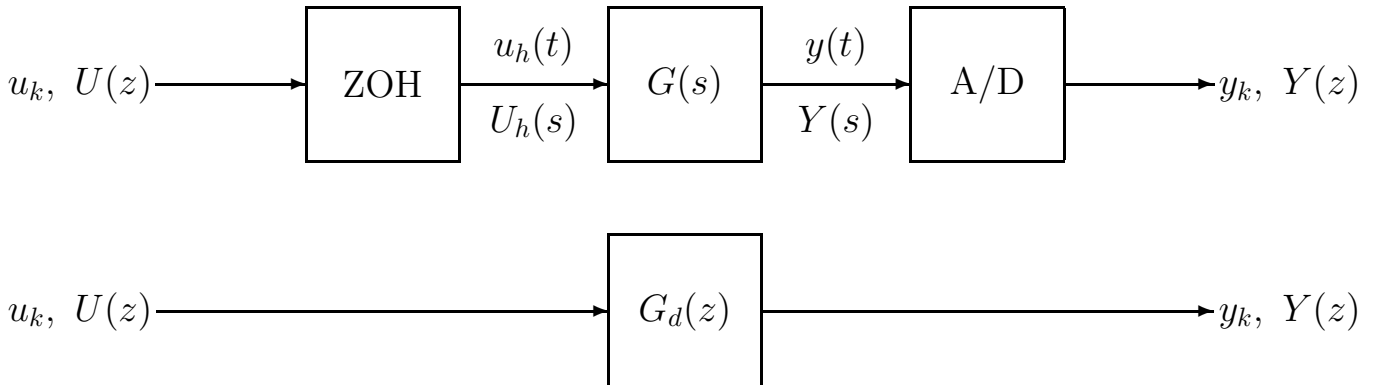 u_h(t) y(t)
u_k, U(z) ZOH G(s) A/D y_k, Y(z)
U_h(s) Y(s)
u_k, U(z) G_d(z) y_k, Y(z)